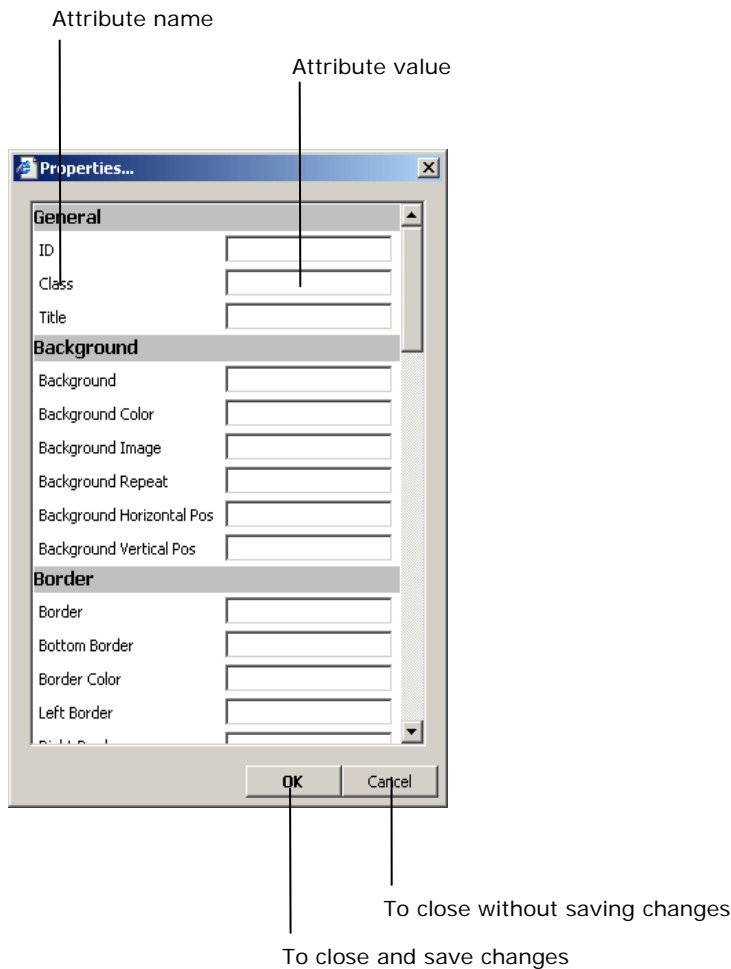 Attribute name
Attribute value
Properties...
General
ID
Class
Title
Background
Background
Background Color
Background Image
Background Repeat
Background Horizontal Pos
Background Vertical Pos
Border
Border
Bottom Border
Border Color
Left Border
OK Cancel
To close without saving changes
To close and save changes